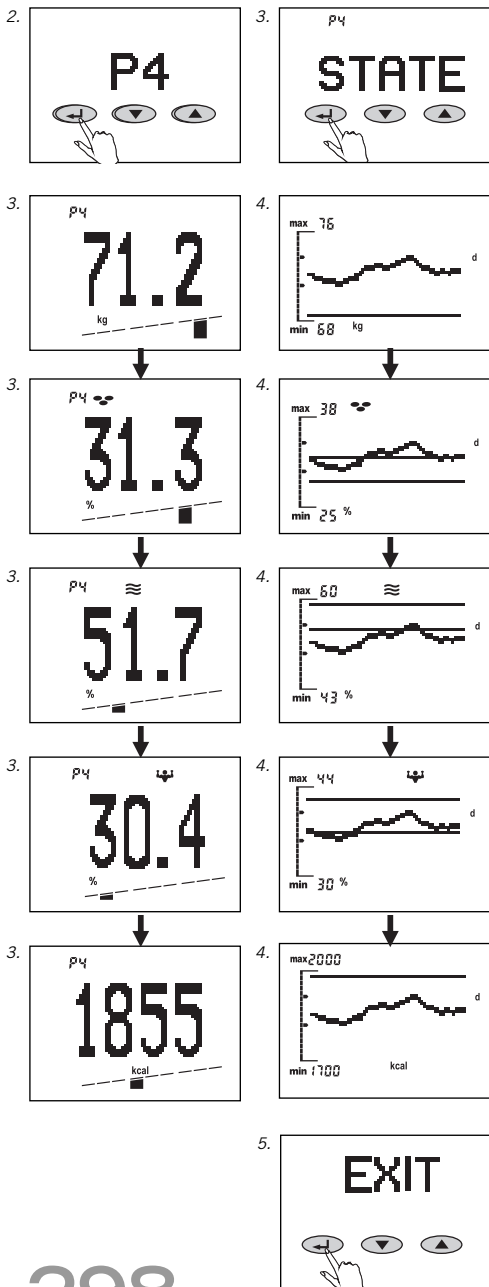 2.
P4
3.
P4
STATE
3.
P4
71.2
kg
4.
max 76
d
min 68 kg
3.
P4
31.3
%
4.
max 38
d
min 25 %
3.
P4
51.7
%
4.
max 60
d
min 43 %
3.
P4
30.4
%
4.
max 44
d
min 30 %
3.
P4
1855
kcal
4.
max 2000
d
min 1700 kcal
5.
EXIT
298